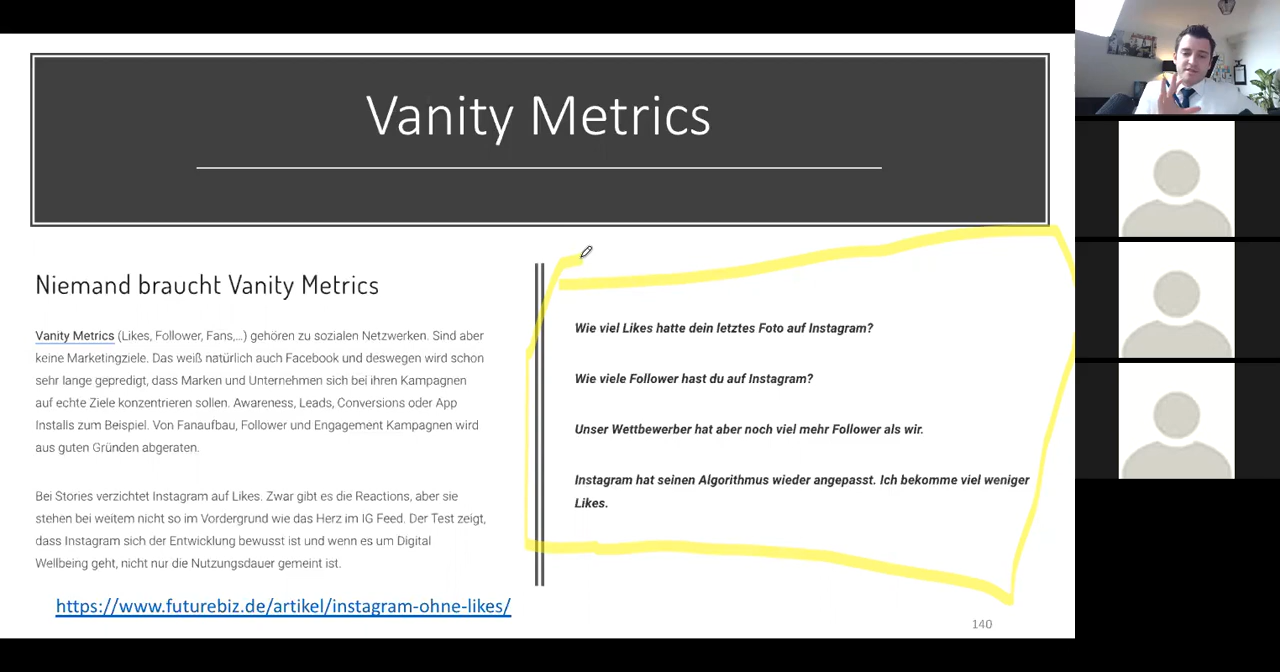 Vanity Metrics
Niemand braucht Vanity Metrics
Vanity Metrics (Likes, Follower, Fans,...) gehören zu sozialen Netzwerken. Sind aber
keine Marketingziele. Das weiß natürlich auch Facebook und deswegen wird schon
sehr lange gepredigt, dass Marken und Unternehmen sich bei ihren Kampagnen
auf echte Ziele konzentrieren sollen. Awareness, Leads, Conversions oder App
Installs zum Beispiel. Von Fanaufbau, Follower und Engagement Kampagnen wird
aus guten Gründen abgeraten.
Bei Stories verzichtet Instagram auf Likes. Zwar gibt es die Reactions, aber sie
stehen bei weitem nicht so im Vordergrund wie das Herz im IG Feed. Der Test zeigt,
dass Instagram sich der Entwicklung bewusst ist und wenn es um Digital
Wellbeing geht, nicht nur die Nutzungsdauer gemeint ist.
https://www.futurebiz.de/artikel/instagram-ohne-likes/
Wie viel Likes hatte dein letztes Foto auf Instagram?
Wie viele Follower hast du auf Instagram?
Unser Wettbewerber hat aber noch viel mehr Follower als wir.
Instagram hat seinen Algorithmus wieder angepasst. Ich bekomme viel weniger
Likes.
140